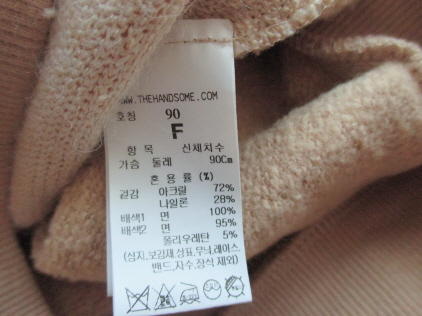 WWW.THEHANDSOME.COM
호칭 90
F
항 목 신체치수
가슴 둘레 90Cm
혼 용 률 (%)
겉감 아크릴 72%
나일론 28%
배색1 면 100%
배색2 면 95%
폴리우레탄 5%
(심지,보강재,상표,무늬,레이스
밴드,자수,장식 제외)